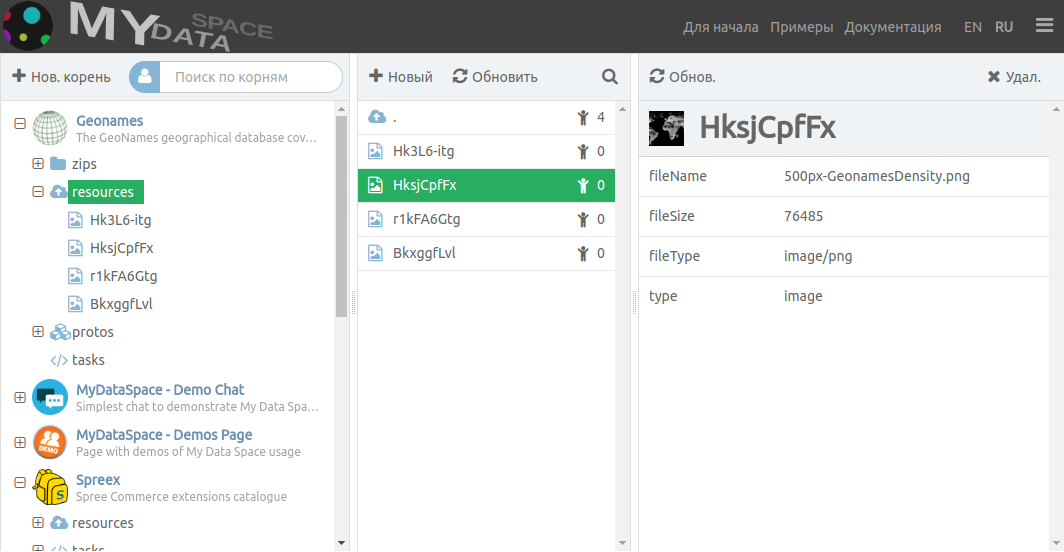 MY DATA SPACE
Для начала Примеры Документация EN RU
Нов. корень Поиск по корням
Geonames
The GeoNames geographical database cov…
zips
resources
Hk3L6-itg
HksjCpfFx
r1kFA6Gtg
BkxggfLvl
protos
tasks
MyDataSpace - Demo Chat
Simplest chat to demonstrate My Data Spa…
DEMO
MyDataSpace - Demos Page
Page with demos of My Data Space usage
S
Spreex
Spree Commerce extensions catalogue
resources
tasks
Новый Обновить
. 4
Hk3L6-itg 0
HksjCpfFx 0
r1kFA6Gtg 0
BkxggfLvl 0
Обнов. Удал.
HksjCpfFx
fileName 500px-GeonamesDensity.png
fileSize 76485
fileType image/png
type image